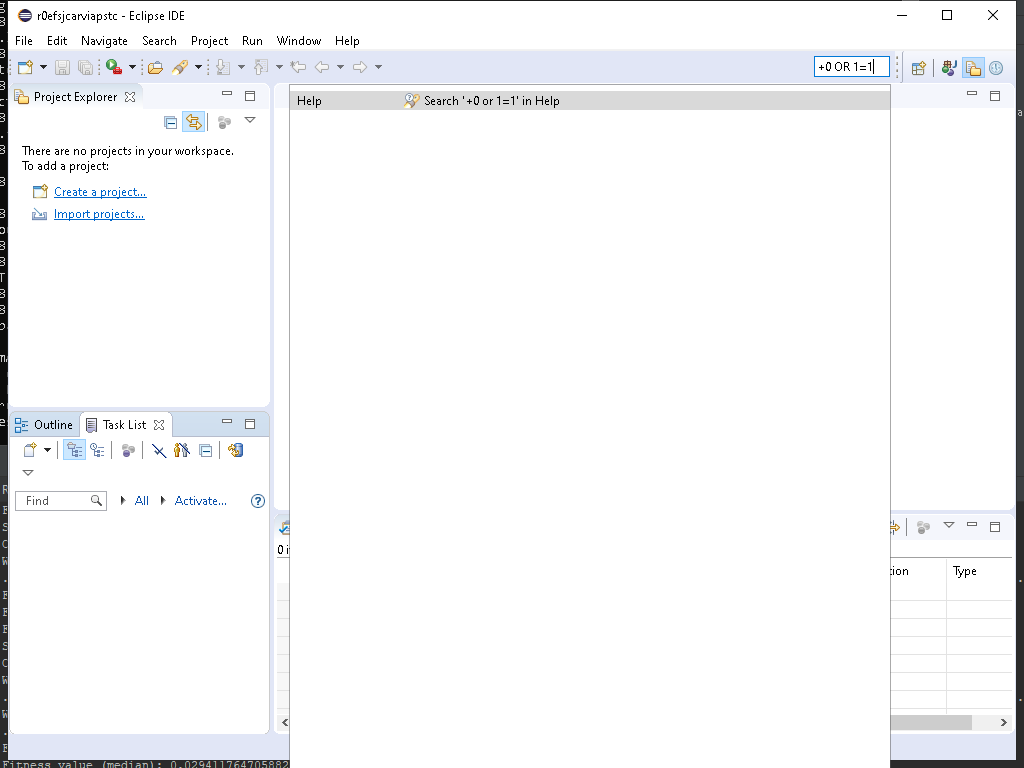 r0efsjcarviapstc - Eclipse IDE
File Edit Navigate Search Project Run Window Help
+0 OR 1=1
Project Explorer
Help Search '+0 or 1=1' in Help
There are no projects in your workspace.
To add a project:
Create a project...
Import projects...
Outline Task List
Find All Activate...
0 i
tion Type
Fitness value (median): 0.029411764705882